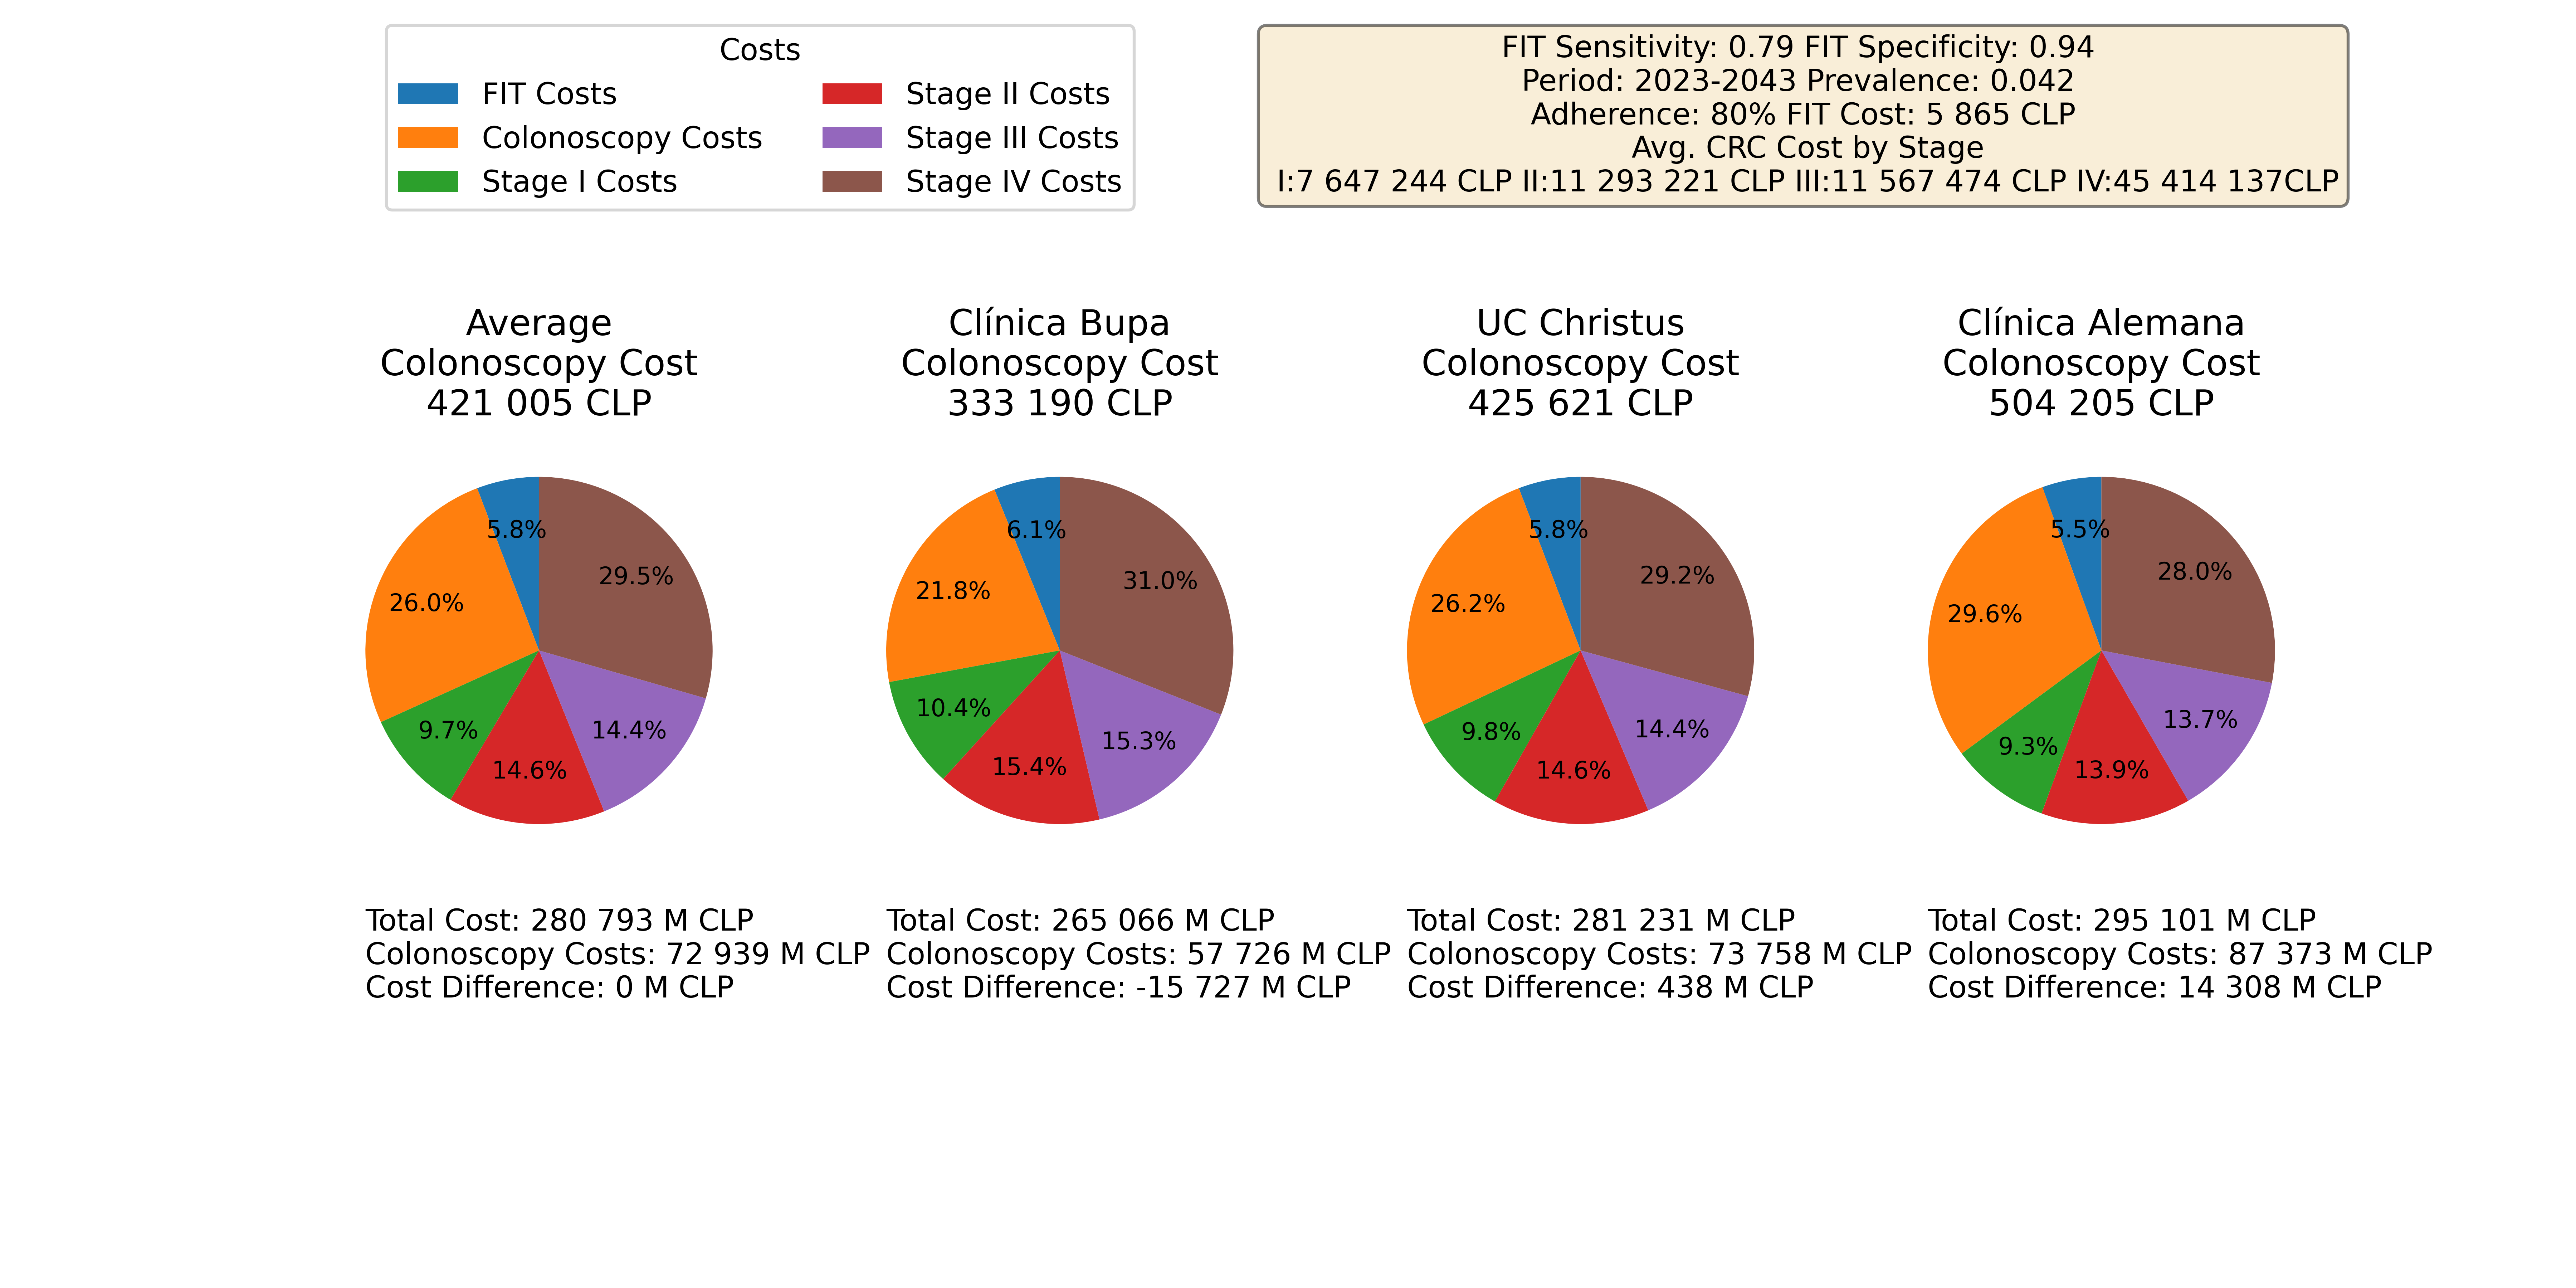 Costs
FIT Costs
Colonoscopy Costs
Stage I Costs
Stage II Costs
Stage III Costs
Stage IV Costs
FIT Sensitivity: 0.79 FIT Specificity: 0.94
Period: 2023-2043 Prevalence: 0.042
Adherence: 80% FIT Cost: 5 865 CLP
Avg. CRC Cost by Stage
I:7 647 244 CLP II:11 293 221 CLP III:11 567 474 CLP IV:45 414 137CLP
Average
Colonoscopy Cost
421 005 CLP
5.8%
29.5%
26.0%
9.7%
14.4%
14.6%
Total Cost: 280 793 M CLP
Colonoscopy Costs: 72 939 M CLP
Cost Difference: 0 M CLP
Clínica Bupa
Colonoscopy Cost
333 190 CLP
6.1%
31.0%
21.8%
10.4%
15.3%
15.4%
Total Cost: 265 066 M CLP
Colonoscopy Costs: 57 726 M CLP
Cost Difference: -15 727 M CLP
UC Christus
Colonoscopy Cost
425 621 CLP
5.8%
29.2%
26.2%
9.8%
14.4%
14.6%
Total Cost: 281 231 M CLP
Colonoscopy Costs: 73 758 M CLP
Cost Difference: 438 M CLP
Clínica Alemana
Colonoscopy Cost
504 205 CLP
5.5%
28.0%
29.6%
9.3%
13.7%
13.9%
Total Cost: 295 101 M CLP
Colonoscopy Costs: 87 373 M CLP
Cost Difference: 14 308 M CLP